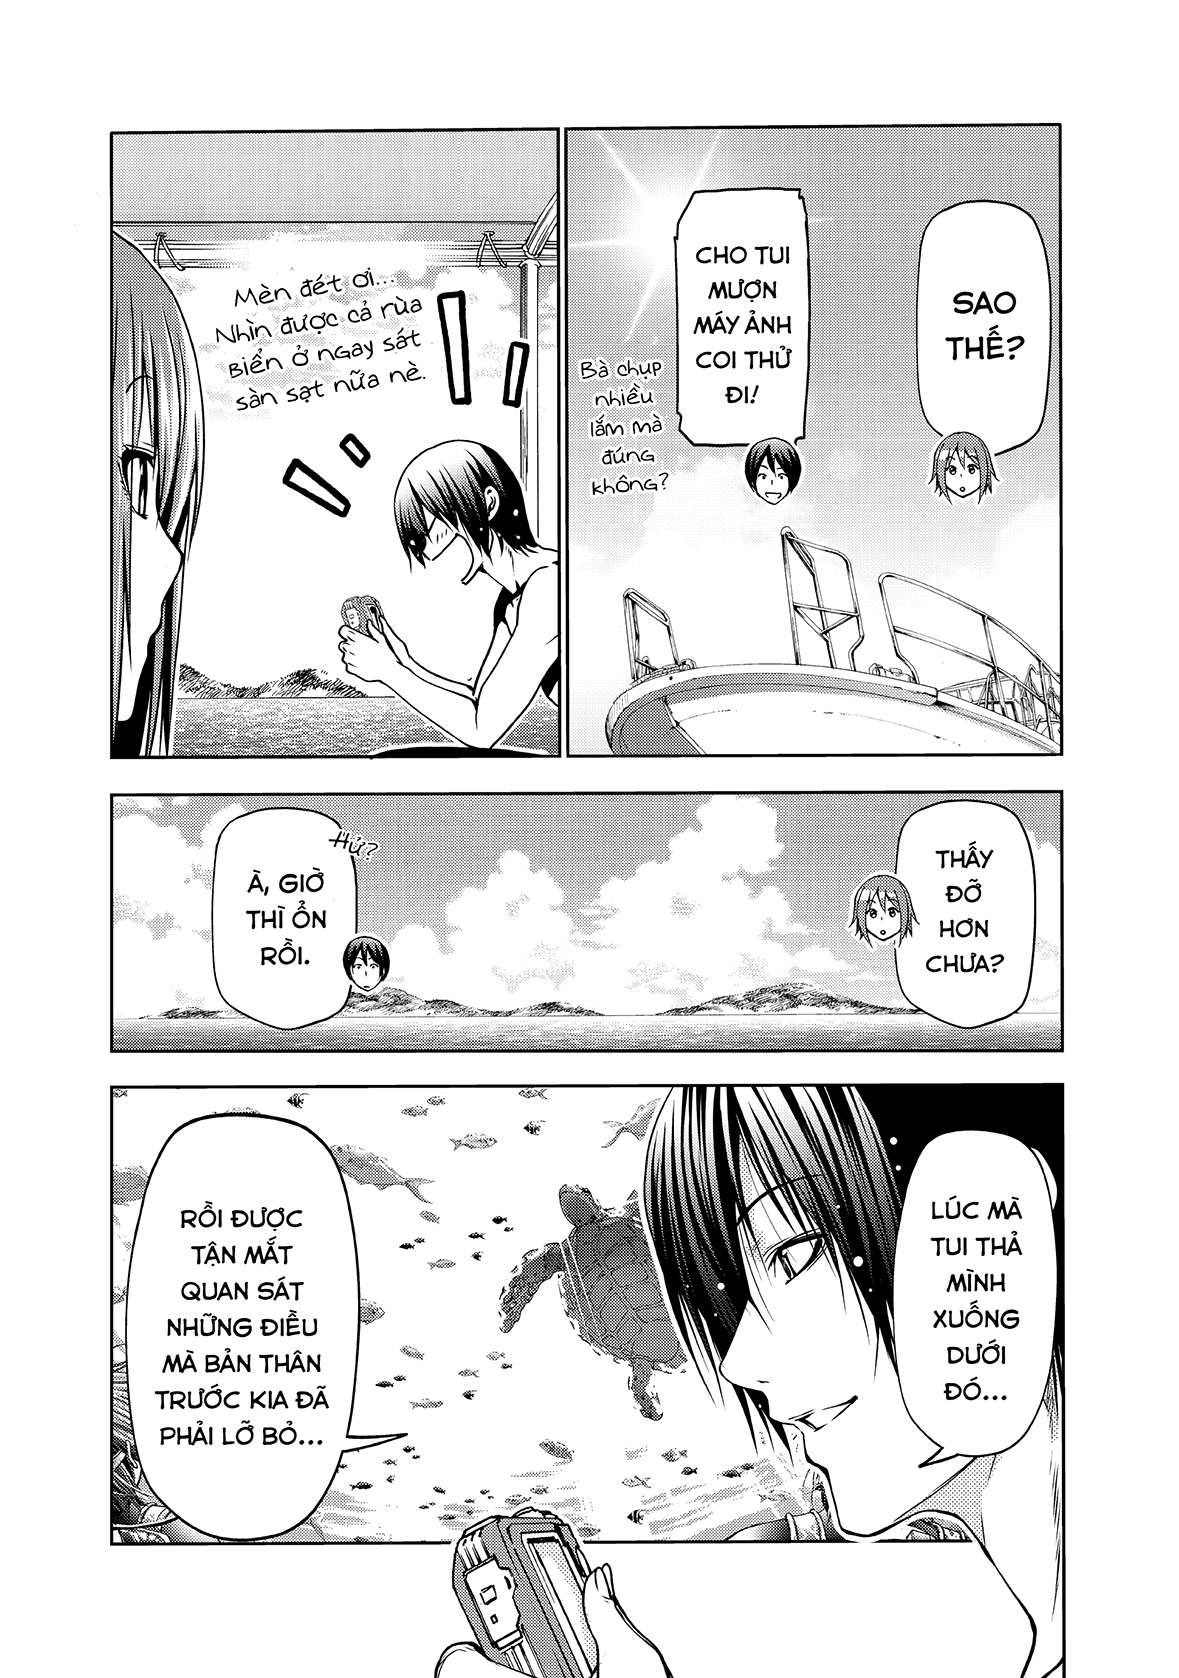 SAO
THẾ?
CHO TUI
MƯỢN
MÁY ẢNH
COI THỬ
ĐI!
Bà chụp
nhiều
lắm mà
đúng
không?
Mèn đét ơi...
Nhìn được cả rùa
biển ở ngay sát
sàn sạt nữa nè.
THẤY
ĐỠ
HƠN
CHƯA?
Hử?
À, GIỜ
THÌ ỔN
RỒI.
LÚC MÀ
TUI THẢ
MÌNH
XUỐNG
DƯỚI
ĐÓ...
RỒI ĐƯỢC
TẬN MẮT
QUAN SÁT
NHỮNG ĐIỀU
MÀ BẢN THÂN
TRƯỚC KIA ĐÃ
PHẢI LỠ BỎ...